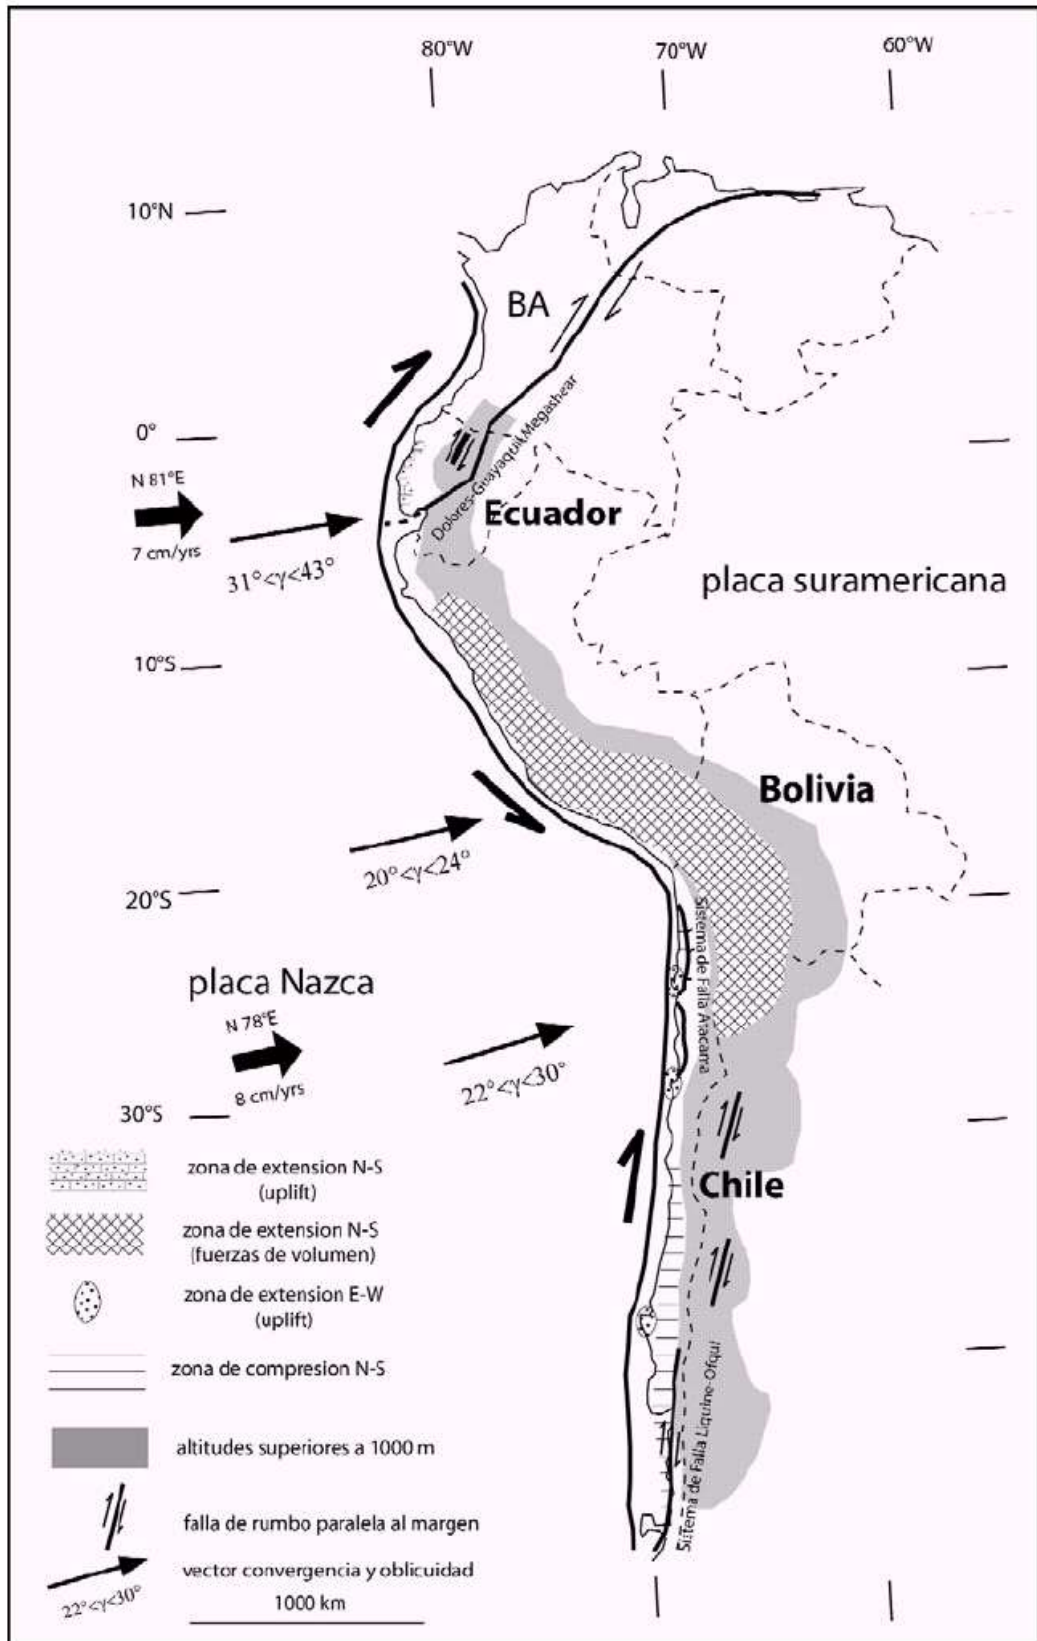 80°W
70°W
60°W
10°N
BA
0°
N 81°E
7 cm/yrs
31°<γ<43°
Dolores-Guayaquil Megashear
Ecuador
placa suramericana
10°S
Bolivia
20°<γ<24°
20°S
Sistema de Falla Atacama
placa Nazca
N 78°E
8 cm/yrs
22°<γ<30°
30°S
Chile
zona de extension N-S
(uplift)
zona de extension N-S
(fuerzas de volumen)
zona de extension E-W
(uplift)
zona de compresion N-S
Sistema de Falla Liquiñe-Ofqui
altitudes superiores a 1000 m
falla de rumbo paralela al margen
vector convergencia y oblicuidad
22°<γ<30°
1000 km